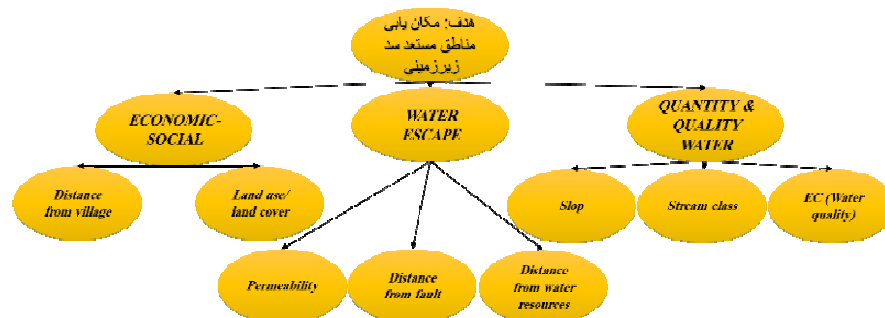 هدف: مکان یابی
مناطق مستعد سد
زیرزمینی
ECONOMIC-
SOCIAL
WATER
ESCAPE
QUANTITY &
QUALITY
WATER
Distance
from village
Land use/
land cover
Slop
Stream class
EC (Water
quality)
Permeability
Distance
from fault
Distance
from water
resources